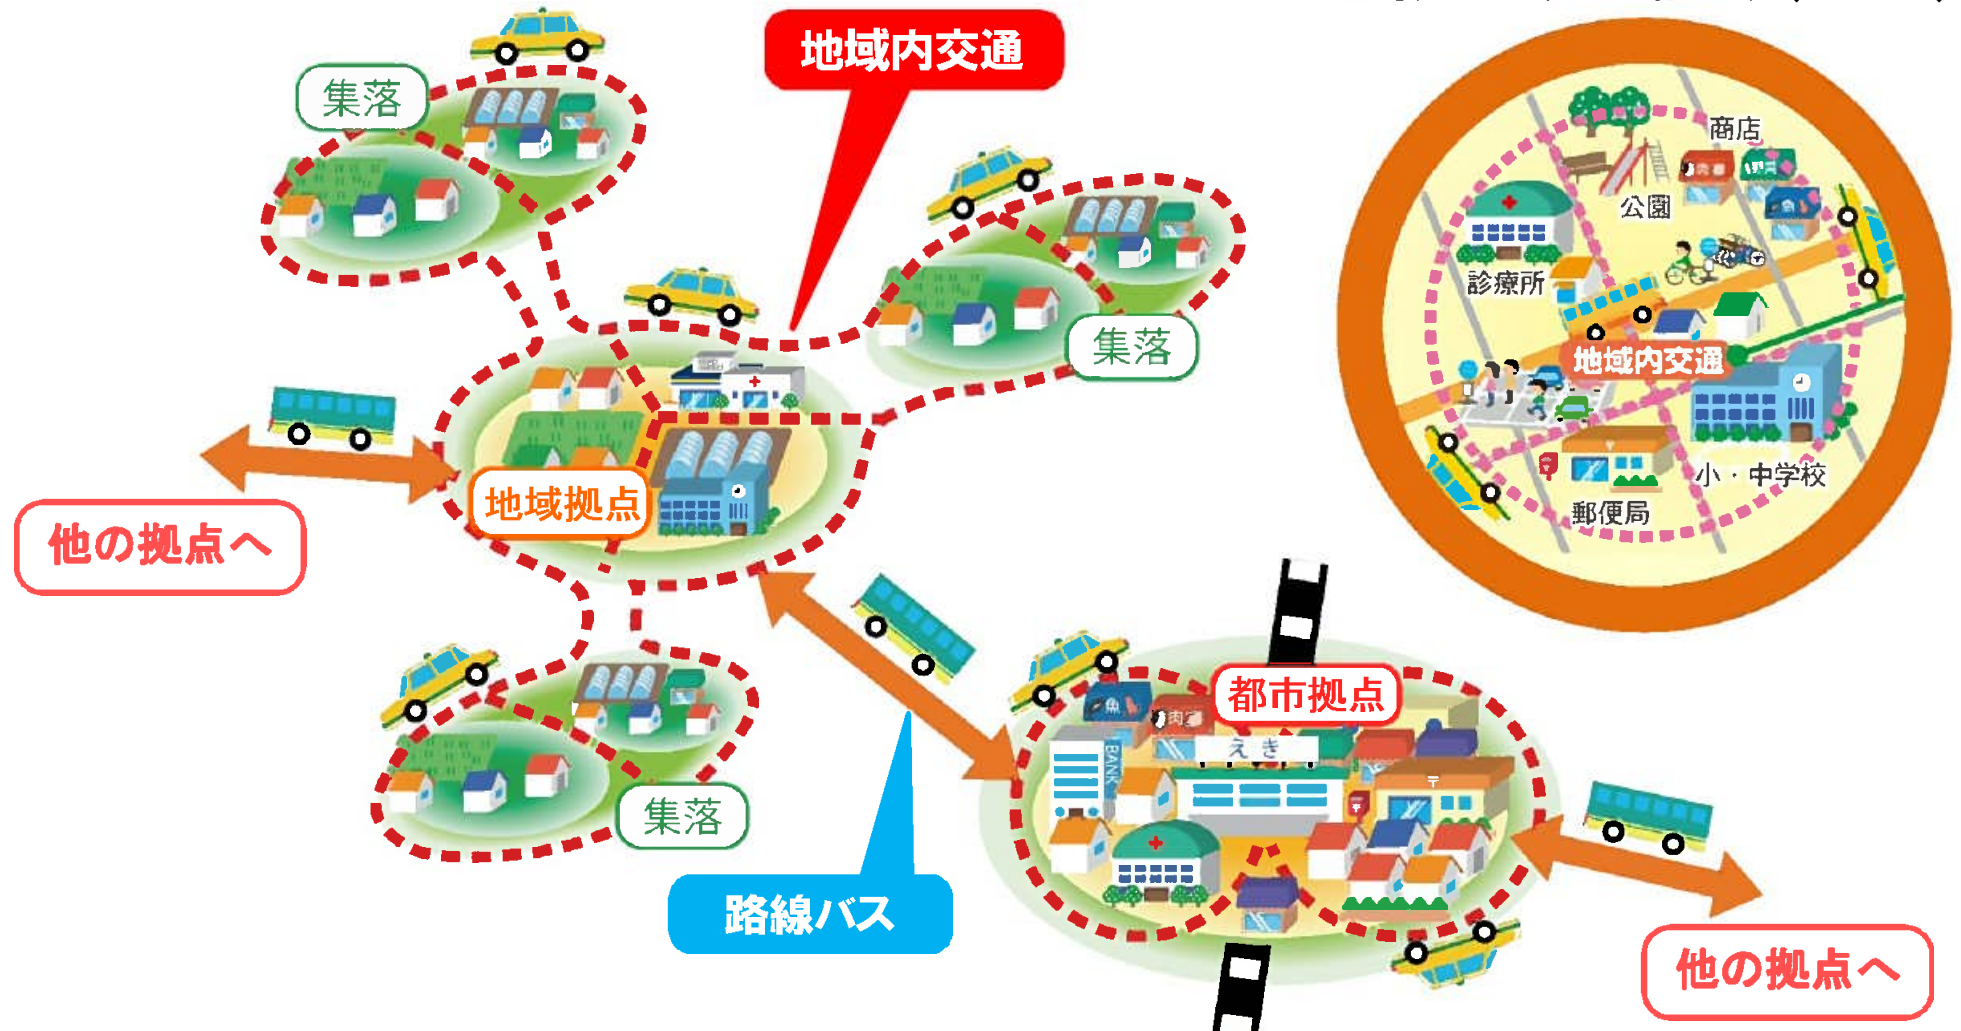 地域内交通
集落
商店
公園
診療所
集落
地域内交通
地域拠点
小・中学校
郵便局
他の拠点へ
都市拠点
魚
肉
えき
BANK
〒
集落
路線バス
他の拠点へ